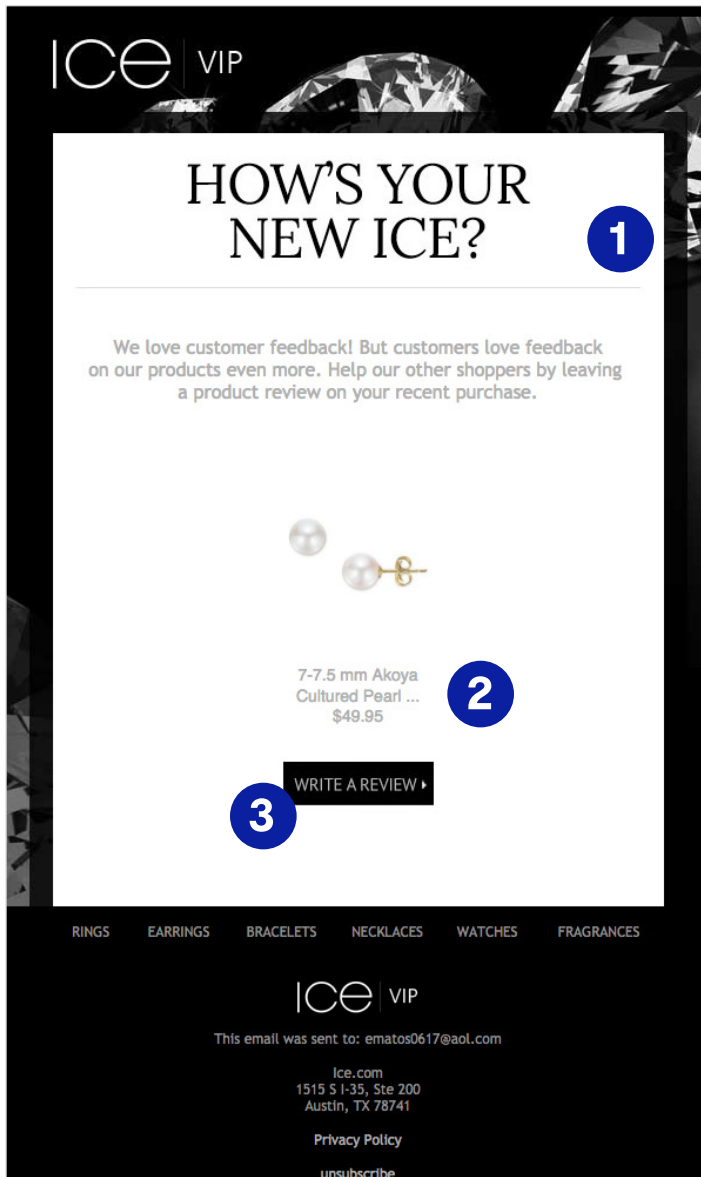 ICE | VIP
HOW'S YOUR
NEW ICE?
1
We love customer feedback! But customers love feedback
on our products even more. Help our other shoppers by leaving
a product review on your recent purchase.
7-7.5 mm Akoya
Cultured Pearl ...
$49.95
2
WRITE A REVIEW
3
RINGS EARRINGS BRACELETS NECKLACES WATCHES FRAGRANCES
ICE | VIP
This email was sent to: ematos0617@aol.com
Ice.com
1515 S I-35, Ste 200
Austin, TX 78741
Privacy Policy
unsubscribe